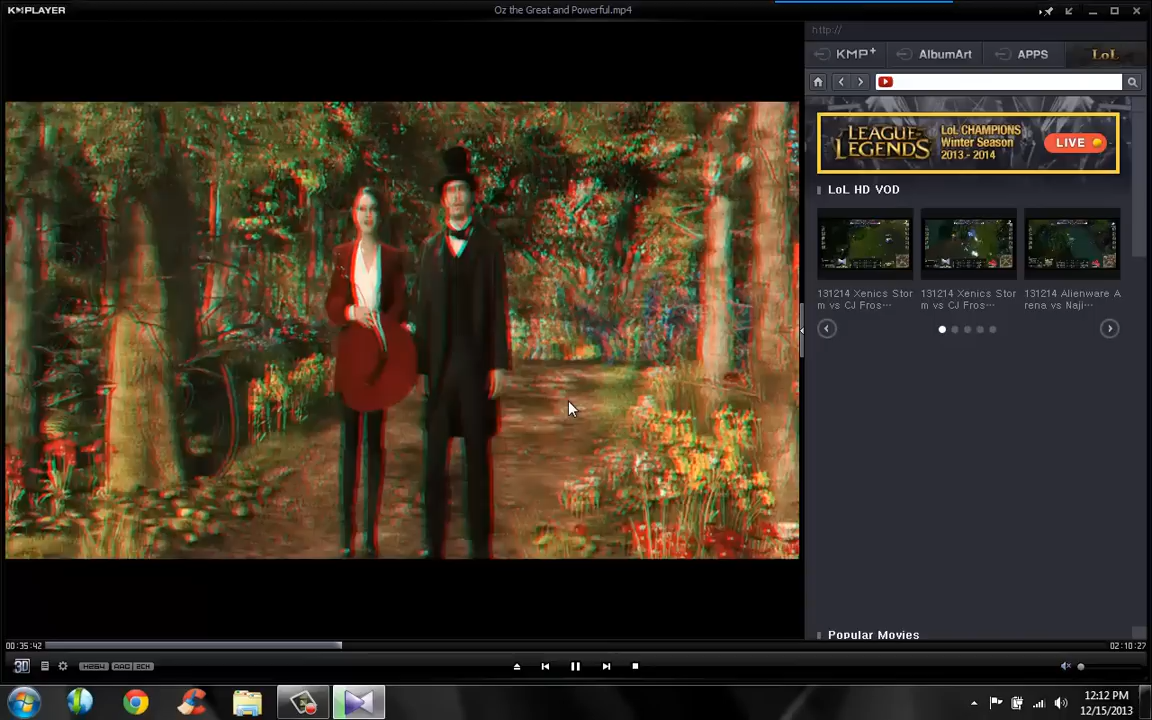 KMPLAYER
Oz the Great and Powerful.mp4
http://
KMP+
AlbumArt
APPS
LoL
LEAGUE OF LEGENDS
LoL CHAMPIONS
Winter Season
2013 - 2014
LIVE
LoL HD VOD
131214 Xenics Stor
m vs CJ Fros···
131214 Xenics Stor
m vs CJ Fros···
131214 Alienware A
rena vs Naji···
Popular Movies
00:35:42
02:10:27
3D
H264
AAC
2CH
12:12 PM
12/15/2013